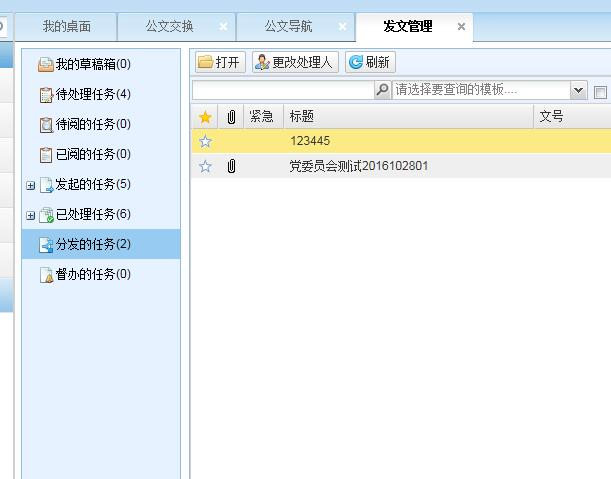 我的桌面 公文交换 公文导航 发文管理
我的草稿箱(0)
待处理任务(4)
待阅的任务(0)
已阅的任务(0)
发起的任务(5)
已处理任务(6)
分发的任务(2)
督办的任务(0)
打开 更改处理人 刷新
请选择要查询的模板....
紧急 标题 文号
123445
党委员会测试2016102801